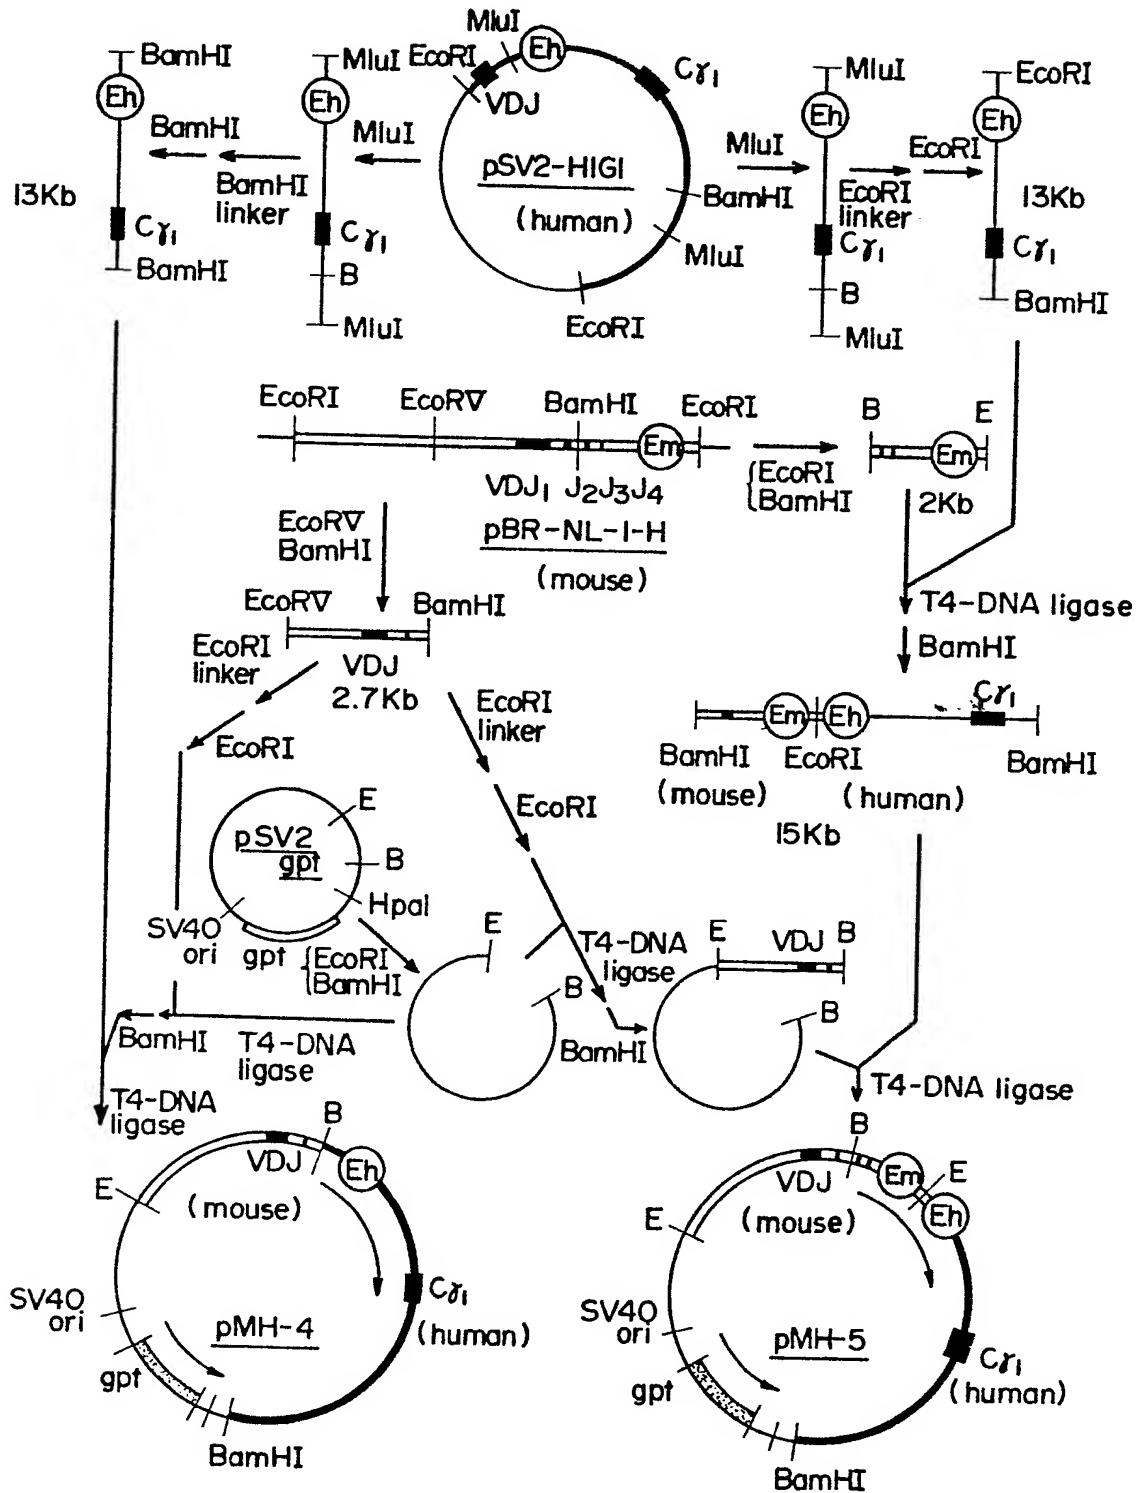 MluI
Eh
EcoRI
VDJ
Cγ1
pSV2-HIGI
(human)
BamHI
MluI
EcoRI
MluI
MluI
Eh
Cγ1
B
MluI
BamHI
linker
BamHI
BamHI
Eh
13Kb
Cγ1
BamHI
MluI
MluI
Eh
Cγ1
B
MluI
EcoRI
linker
EcoRI
EcoRI
Eh
13Kb
Cγ1
BamHI
EcoRI
EcoRV
BamHI
EcoRI
Em
VDJ1 J2J3J4
pBR-NL-1-H
(mouse)
{EcoRI
BamHI
B
E
Em
2Kb
T4-DNA ligase
BamHI
EcoRV
BamHI
EcoRV
BamHI
VDJ
2.7Kb
EcoRI
linker
EcoRI
EcoRI
linker
EcoRI
Em
Eh
Cγ1
BamHI
EcoRI
BamHI
(mouse)
(human)
15Kb
pSV2
gpt
E
B
HpaI
SV40
ori
gpt
{EcoRI
BamHI
E
B
T4-DNA
ligase
BamHI
E
VDJ
B
B
BamHI
T4-DNA
ligase
T4-DNA
ligase
T4-DNA ligase
B
VDJ
Eh
E
(mouse)
SV40
ori
pMH-4
Cγ1
(human)
gpt
BamHI
B
VDJ
Em
E
Eh
E
(mouse)
SV40
ori
pMH-5
Cγ1
(human)
gpt
BamHI